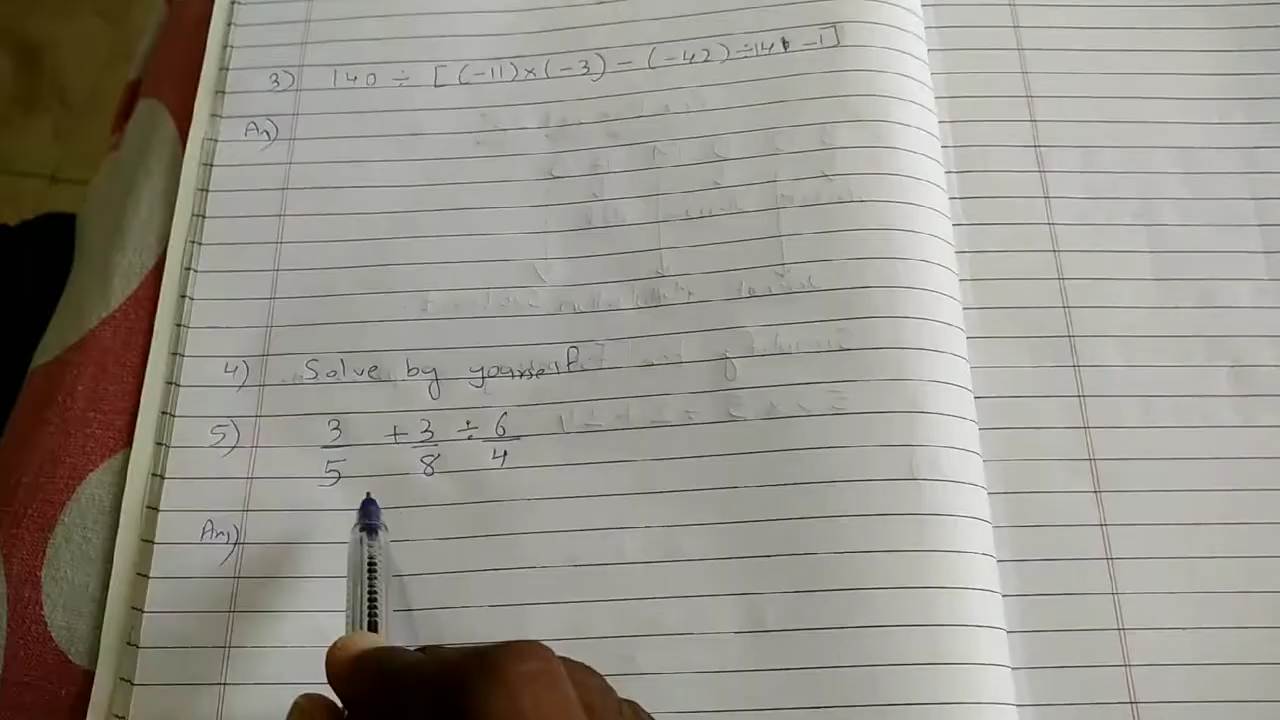 3) 140 ÷ [(-11)×(-3) - (-42) ÷ 14 - 1]
An)
4) Solve by yourself.
5) 3/5 + 3/8 ÷ 6/4
An)